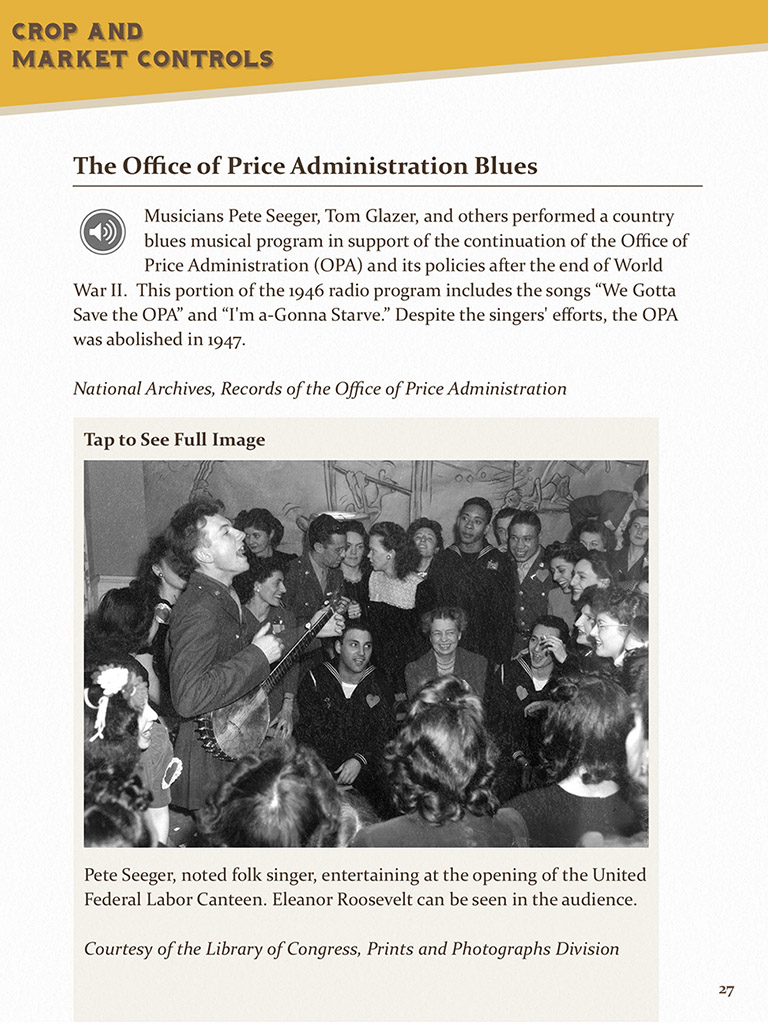 CROP AND
MARKET CONTROLS
The Office of Price Administration Blues
Musicians Pete Seeger, Tom Glazer, and others performed a country
blues musical program in support of the continuation of the Office of
Price Administration (OPA) and its policies after the end of World
War II.  This portion of the 1946 radio program includes the songs “We Gotta
Save the OPA” and “I'm a-Gonna Starve.” Despite the singers' efforts, the OPA
was abolished in 1947.
National Archives, Records of the Office of Price Administration
Tap to See Full Image
Pete Seeger, noted folk singer, entertaining at the opening of the United
Federal Labor Canteen. Eleanor Roosevelt can be seen in the audience.
Courtesy of the Library of Congress, Prints and Photographs Division
27